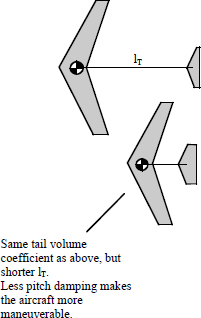 lT
Same tail volume
coefficient as above, but
shorter lT.
Less pitch damping makes
the aircraft more
maneuverable.